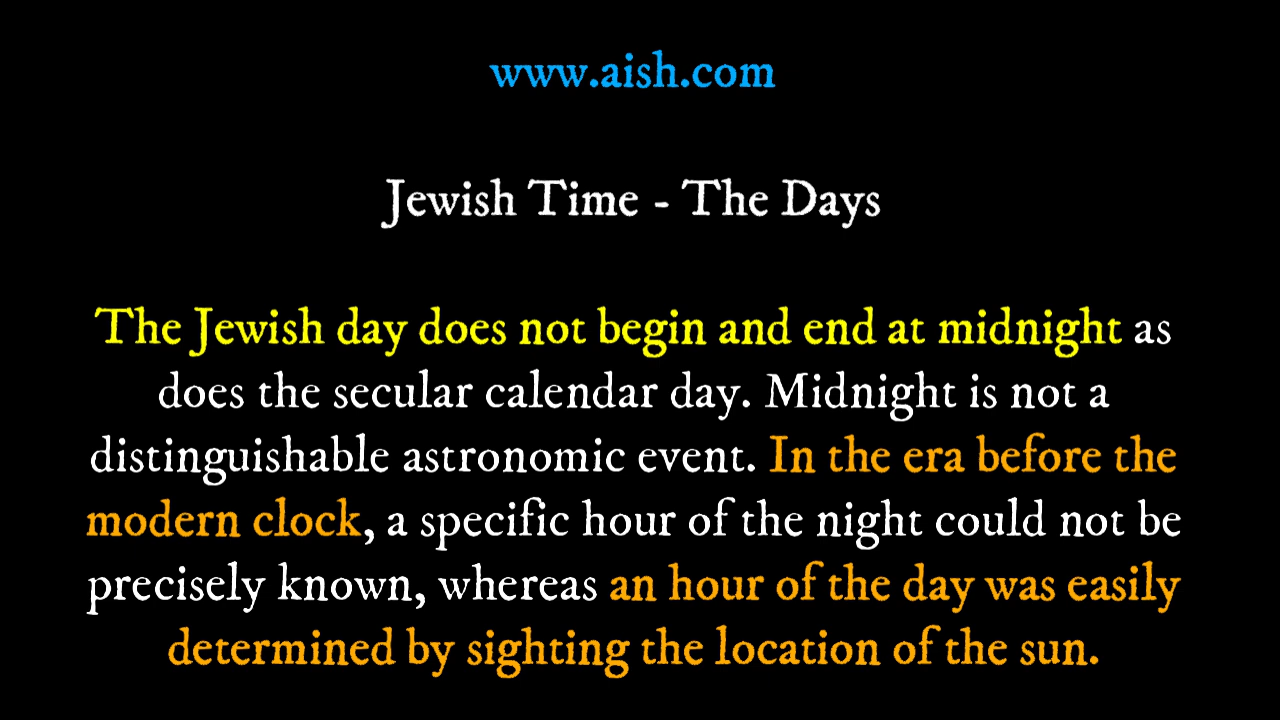 www.aish.com
Jewish Time - The Days
The Jewish day does not begin and end at midnight as
does the secular calendar day. Midnight is not a
distinguishable astronomic event. In the era before the
modern clock, a specific hour of the night could not be
precisely known, whereas an hour of the day was easily
determined by sighting the location of the sun.